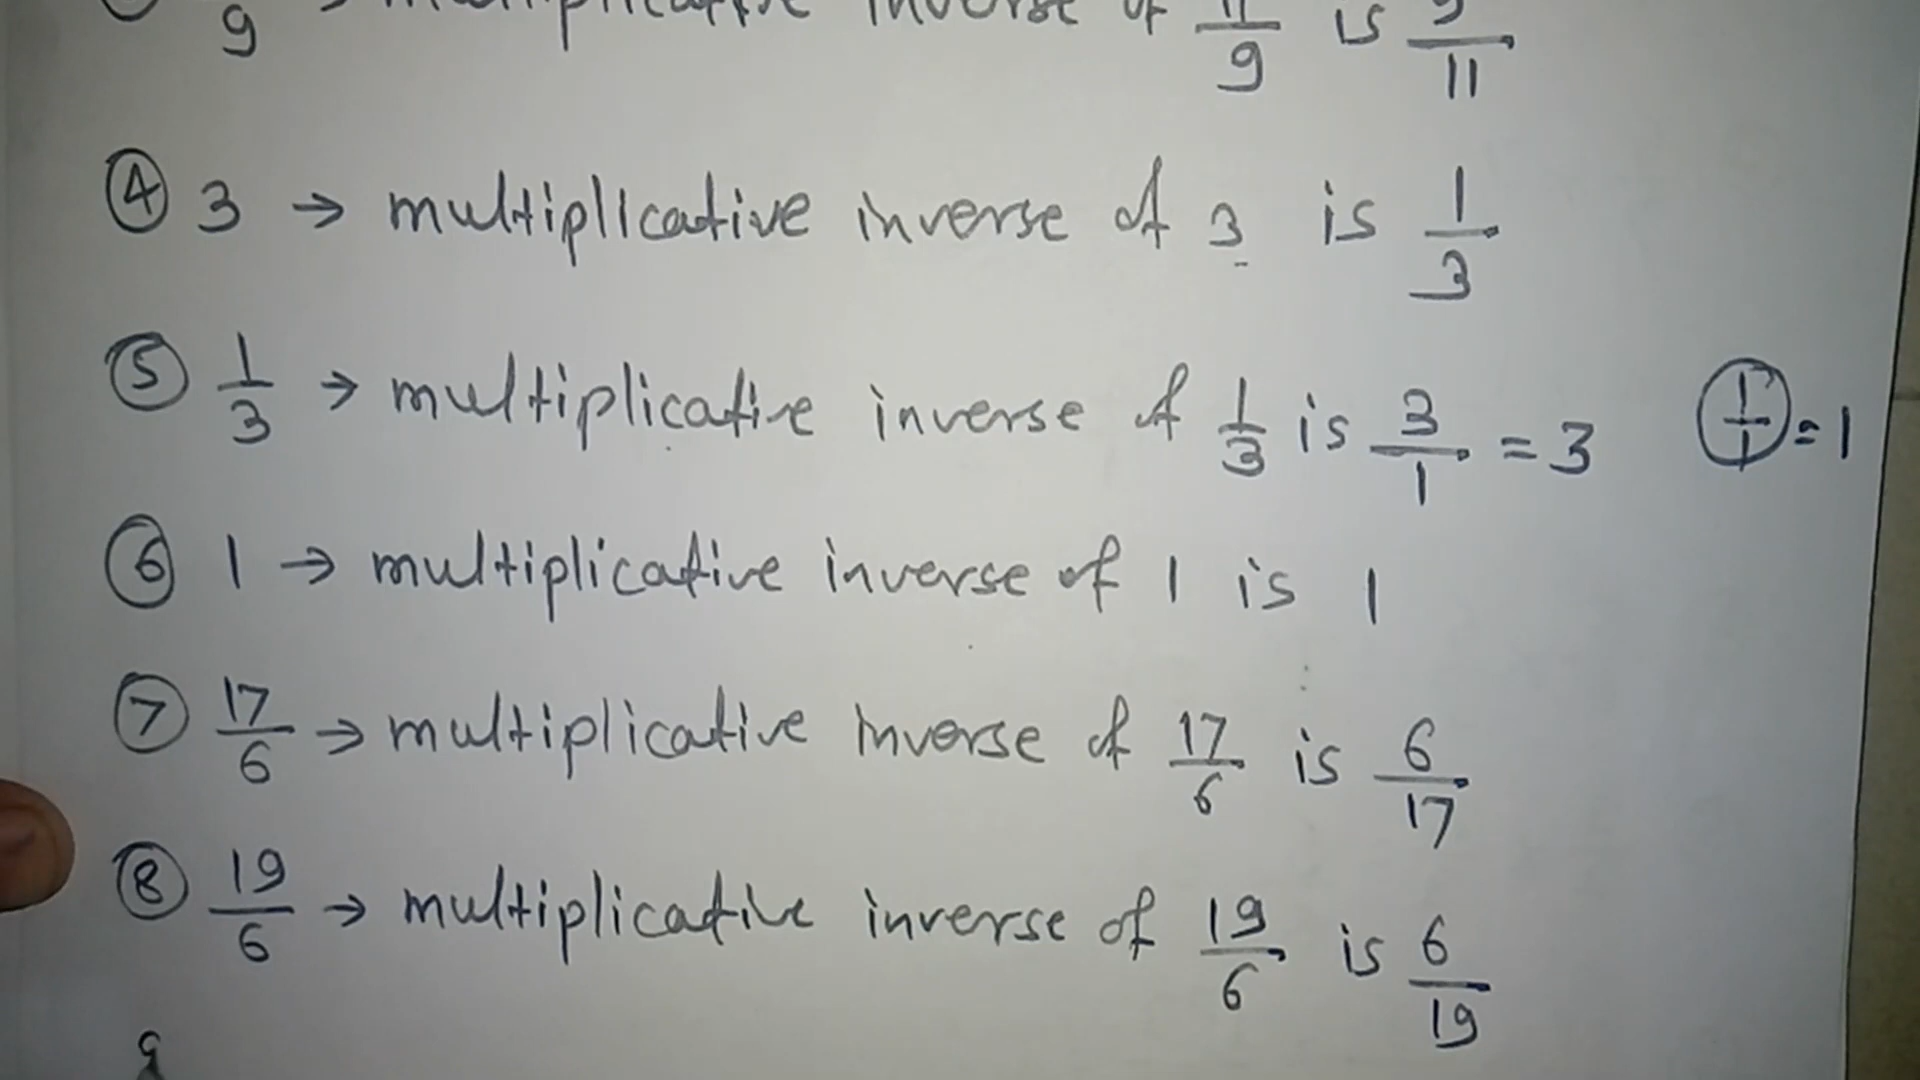 9 → multiplicative inverse of 11/9 is 9/11
④ 3 → multiplicative inverse of 3 is 1/3
⑤ 1/3 → multiplicative inverse of 1/3 is 3/1 = 3 1/1 = 1
⑥ 1 → multiplicative inverse of 1 is 1
⑦ 17/6 → multiplicative inverse of 17/6 is 6/17
⑧ 19/6 → multiplicative inverse of 19/6 is 6/19